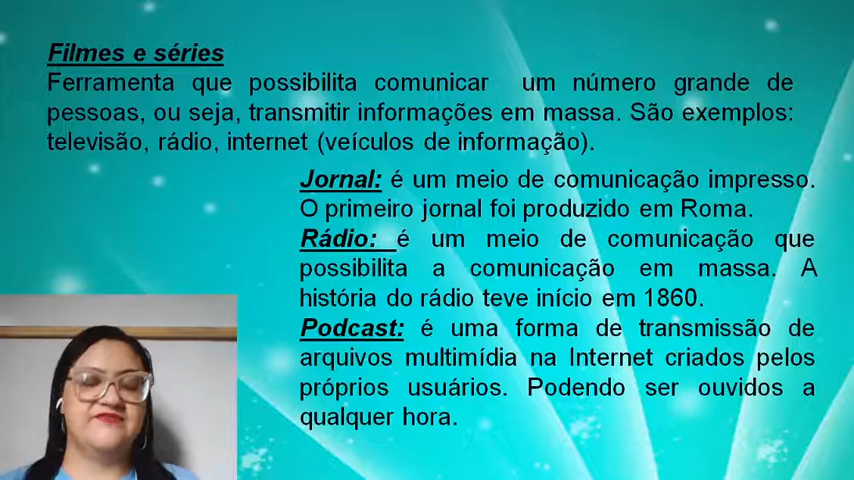 Filmes e séries
Ferramenta que possibilita comunicar um número grande de
pessoas, ou seja, transmitir informações em massa. São exemplos:
televisão, rádio, internet (veículos de informação).
Jornal: é um meio de comunicação impresso.
O primeiro jornal foi produzido em Roma.
Rádio: é um meio de comunicação que
possibilita a comunicação em massa. A
história do rádio teve início em 1860.
Podcast: é uma forma de transmissão de
arquivos multimídia na Internet criados pelos
próprios usuários. Podendo ser ouvidos a
qualquer hora.